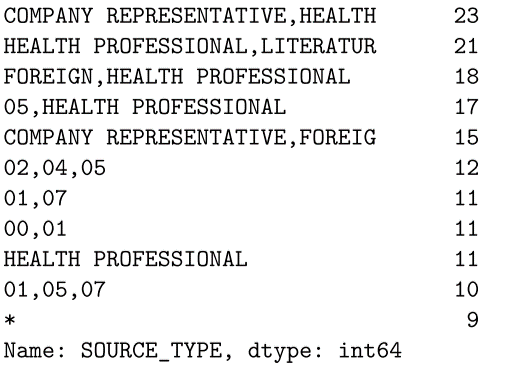 COMPANY REPRESENTATIVE,HEALTH 23
HEALTH PROFESSIONAL,LITERATUR 21
FOREIGN,HEALTH PROFESSIONAL 18
05,HEALTH PROFESSIONAL 17
COMPANY REPRESENTATIVE,FOREIG 15
02,04,05 12
01,07 11
00,01 11
HEALTH PROFESSIONAL 11
01,05,07 10
* 9
Name: SOURCE_TYPE, dtype: int64